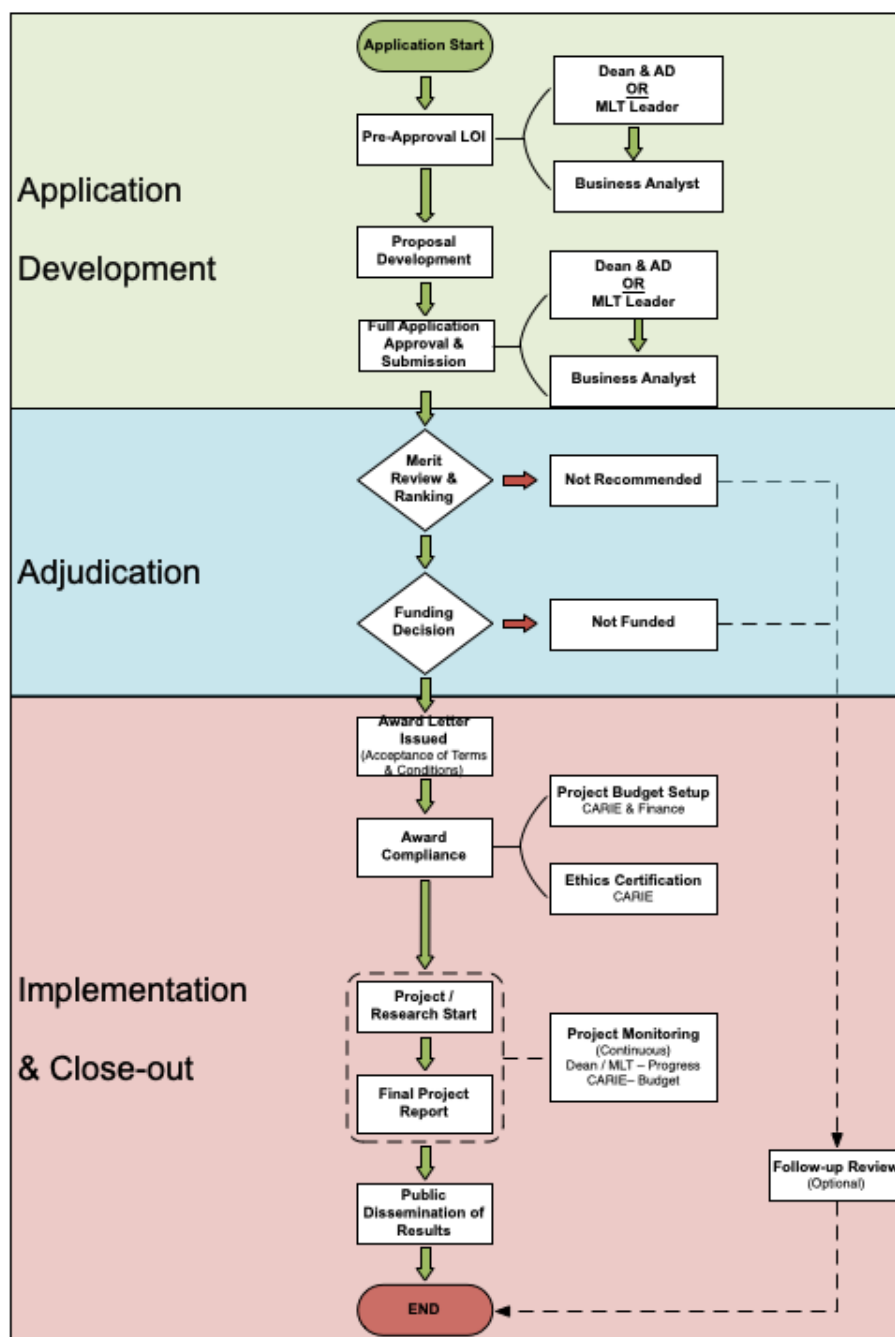 Application Start
Dean & AD
OR
MLT Leader
Pre-Approval LOI
Business Analyst
Application
Development
Proposal
Development
Dean & AD
OR
MLT Leader
Full Application
Approval &
Submission
Business Analyst
Merit
Review &
Ranking
Not Recommended
Adjudication
Funding
Decision
Not Funded
Award Letter
Issued
(Acceptance of Terms
& Conditions)
Project Budget Setup
CARIE & Finance
Award
Compliance
Ethics Certification
CARIE
Implementation
& Close-out
Project /
Research Start
Project Monitoring
(Continuous)
Dean / MLT – Progress
CARIE– Budget
Final Project
Report
Follow-up Review
(Optional)
Public
Dissemination of
Results
END